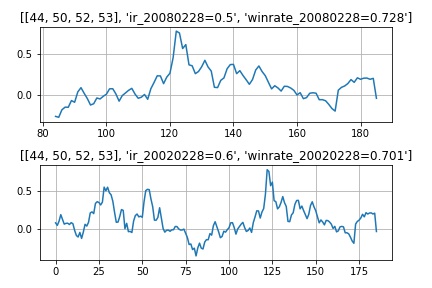 [[44, 50, 52, 53], 'ir_20080228=0.5', 'winrate_20080228=0.728']
0.5
0.0
80 100 120 140 160 180
[[44, 50, 52, 53], 'ir_20020228=0.6', 'winrate_20020228=0.701']
0.5
0.0
0 25 50 75 100 125 150 175